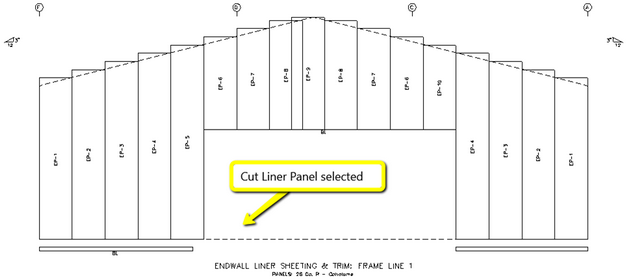 F D C A
3" 12
3" 12
EP-1 EP-2 EP-3 EP-4 EP-5 EP-6 EP-7 EP-8 EP-9 EP-8 EP-7 EP-6 EP-10 EP-4 EP-3 EP-2 EP-1
BL
Cut Liner Panel selected
BL
ENDWALL LINER SHEETING & TRIM: FRAME LINE 1
PANELS: 26 Ga. R -